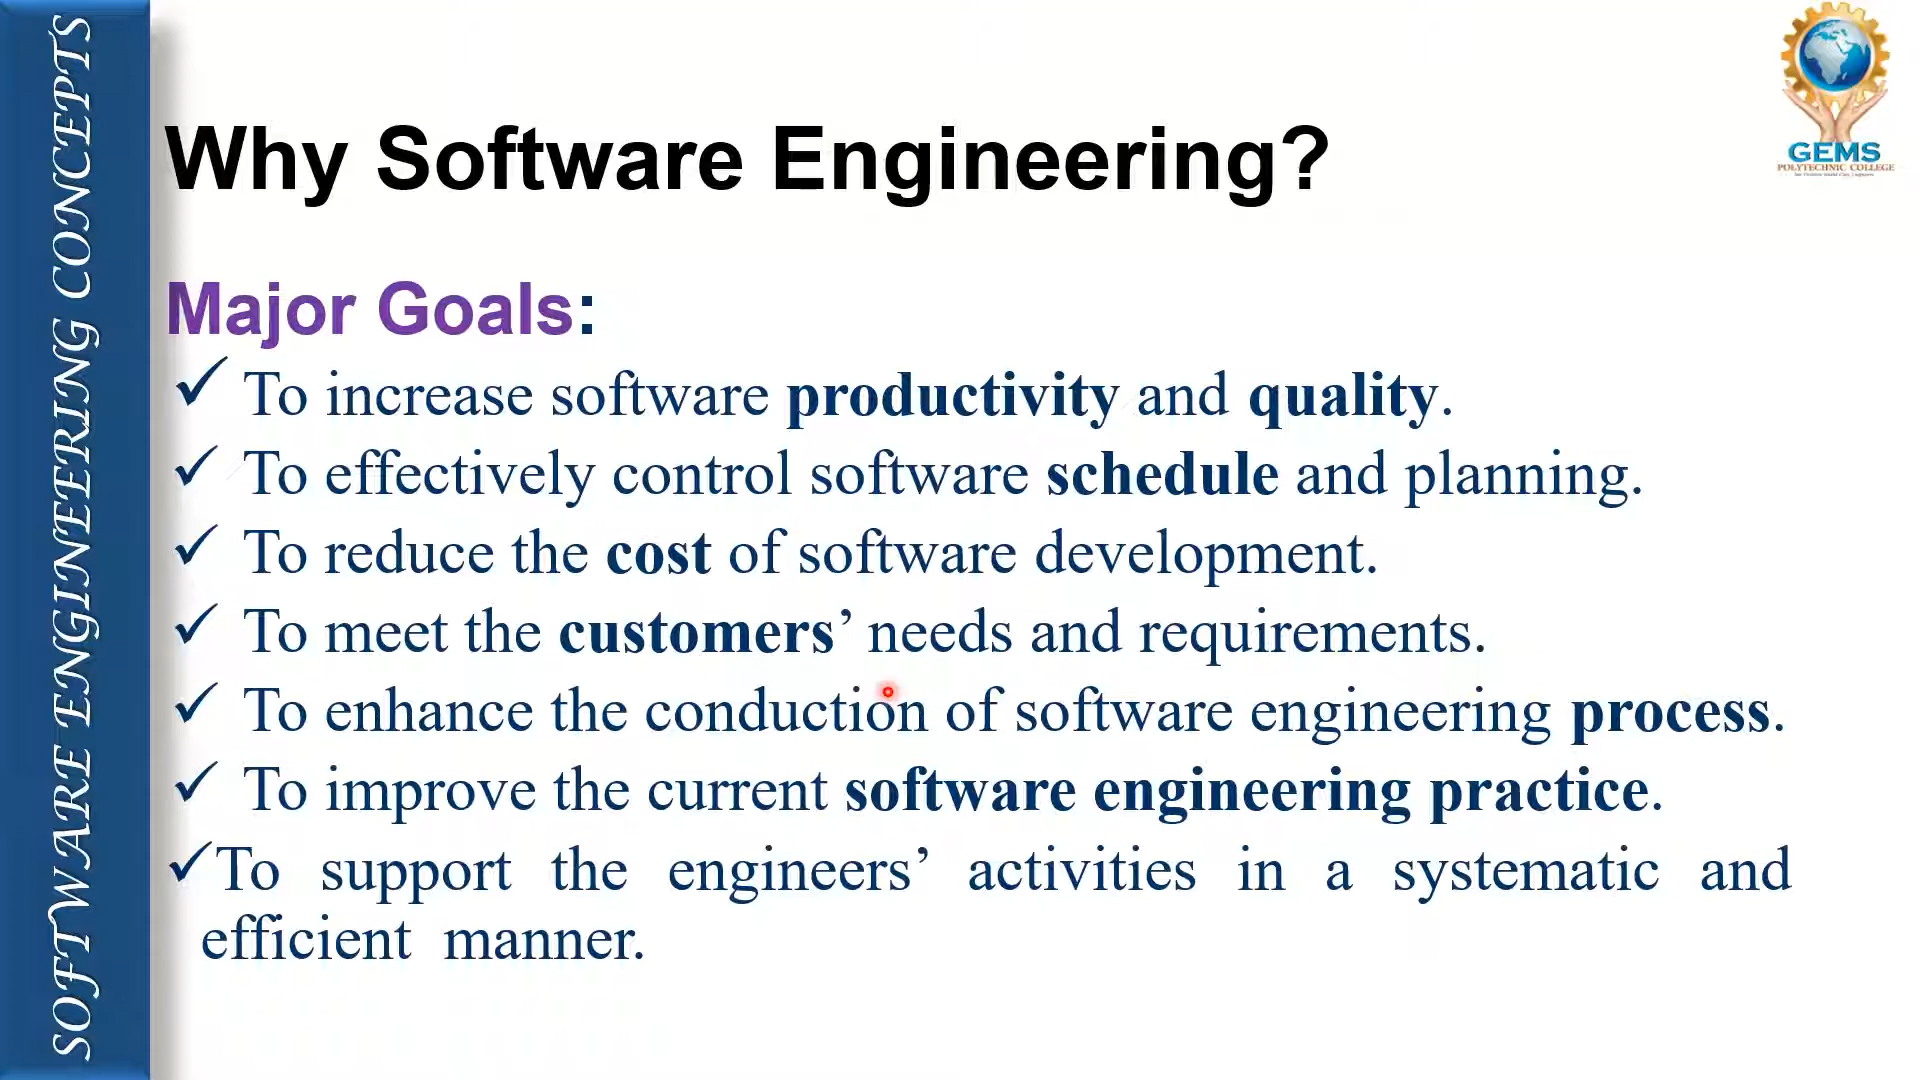 SOFTWARE ENGINEERING CONCEPTS
GEMS
POLYTECHNIC COLLEGE
Why Software Engineering?
Major Goals:
✓ To increase software productivity and quality.
✓ To effectively control software schedule and planning.
✓ To reduce the cost of software development.
✓ To meet the customers’ needs and requirements.
✓ To enhance the conduction of software engineering process.
✓ To improve the current software engineering practice.
✓To support the engineers’ activities in a systematic and
efficient manner.